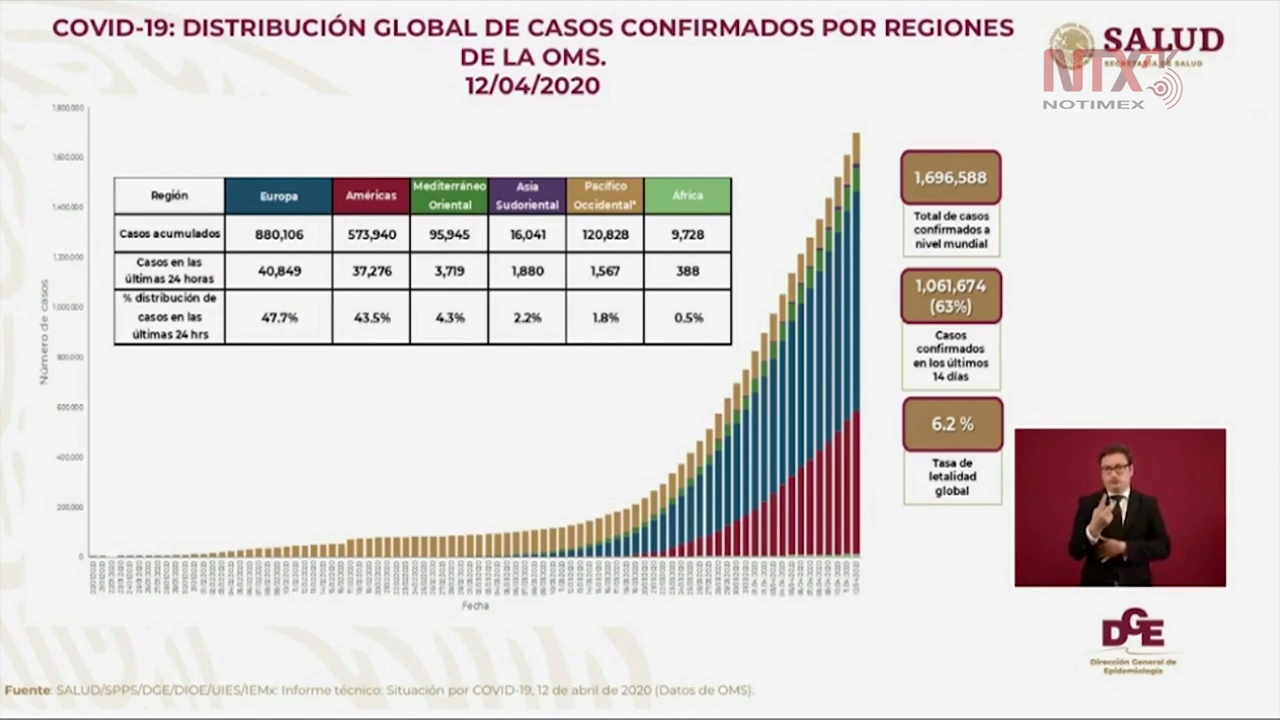 COVID-19: DISTRIBUCIÓN GLOBAL DE CASOS CONFIRMADOS POR REGIONES
DE LA OMS.
12/04/2020
SALUD
SECRETARÍA DE SALUD
NTX
NOTIMEX
1,800,000
1,600,000
1,400,000
1,200,000
1,000,000
800,000
600,000
400,000
200,000
0
Número de casos
Fecha
Región Europa Américas Mediterráneo Oriental Asia Sudoriental Pacífico Occidental* África
Casos acumulados 880,106 573,940 95,945 16,041 120,828 9,728
Casos en las últimas 24 horas 40,849 37,276 3,719 1,880 1,567 388
% distribución de casos en las últimas 24 hrs 47.7% 43.5% 4.3% 2.2% 1.8% 0.5%
1,696,588
Total de casos
confirmados a
nivel mundial
1,061,674
(63%)
Casos
confirmados
en los últimos
14 días
6.2 %
Tasa de
letalidad
global
DGE
Dirección General de
Epidemiología
Fuente: SALUD/SPPS/DGE/DIOE/UIES/IEMx: Informe técnico: Situación por COVID-19, 12 de abril de 2020 (Datos de OMS).